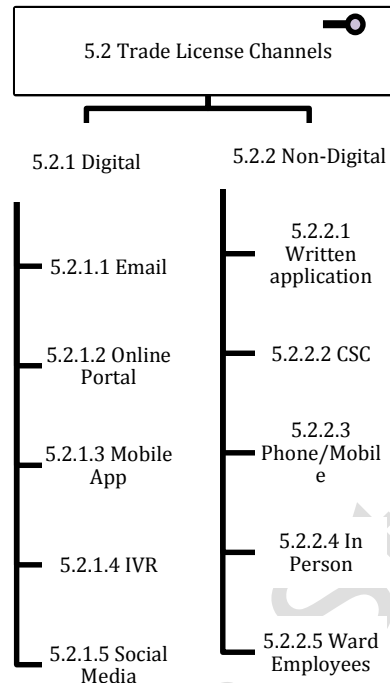 5.2 Trade License Channels
5.2.1 Digital
5.2.1.1 Email
5.2.1.2 Online
Portal
5.2.1.3 Mobile
App
5.2.1.4 IVR
5.2.1.5 Social
Media
5.2.2 Non-Digital
5.2.2.1
Written
application
5.2.2.2 CSC
5.2.2.3
Phone/Mobil
e
5.2.2.4 In
Person
5.2.2.5 Ward
Employees